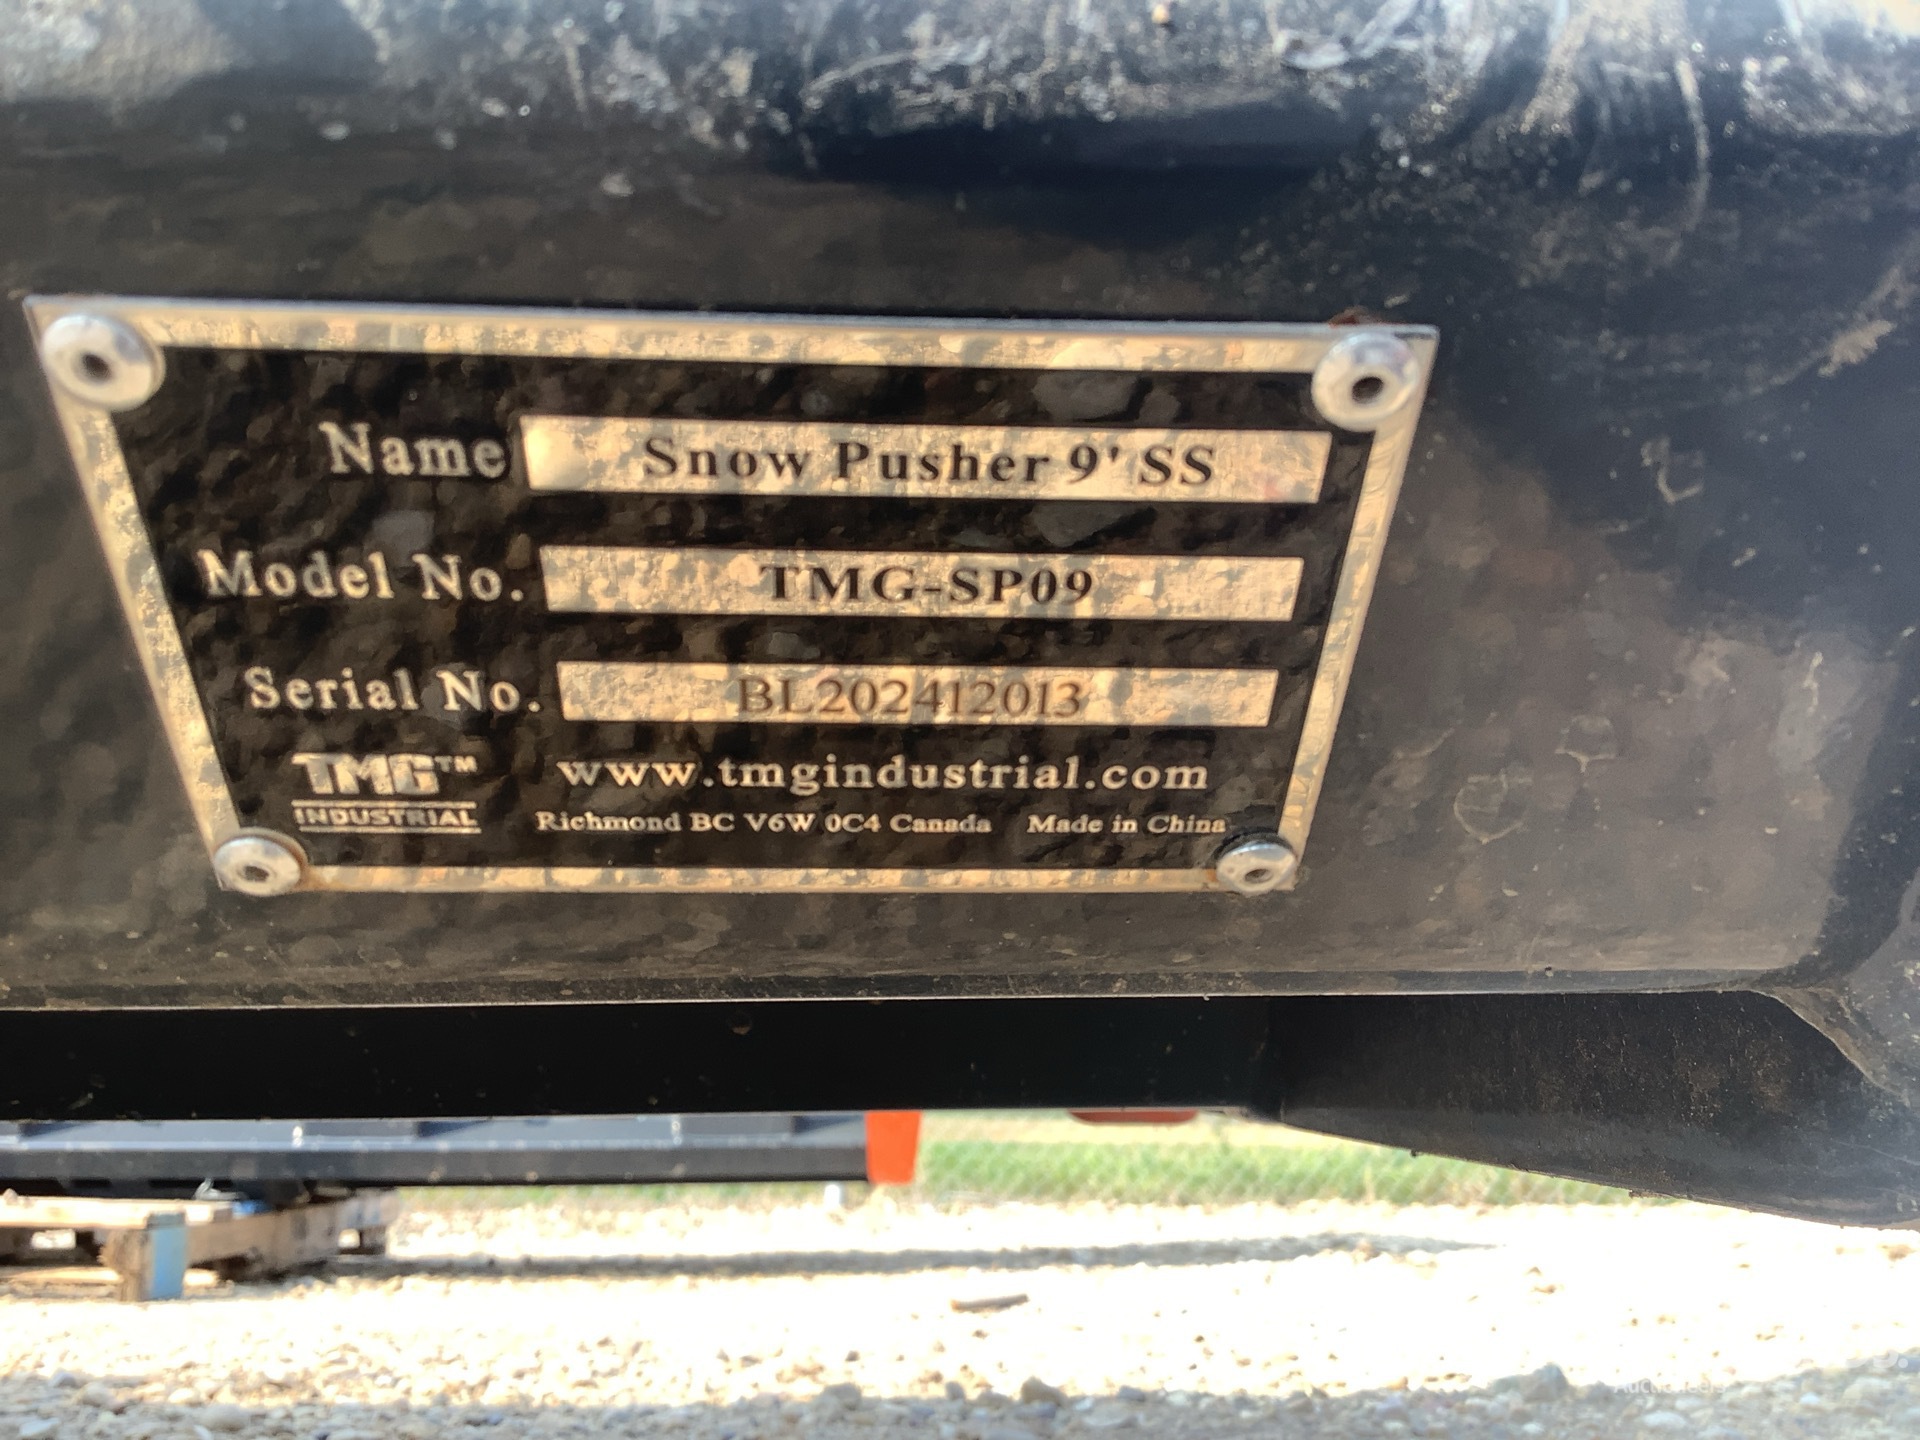 Name Snow Pusher 9' SS
Model No. TMG-SP09
Serial No. BL202412013
TMG™ www.tmgindustrial.com
INDUSTRIAL Richmond BC V6W 0C4 Canada Made in China